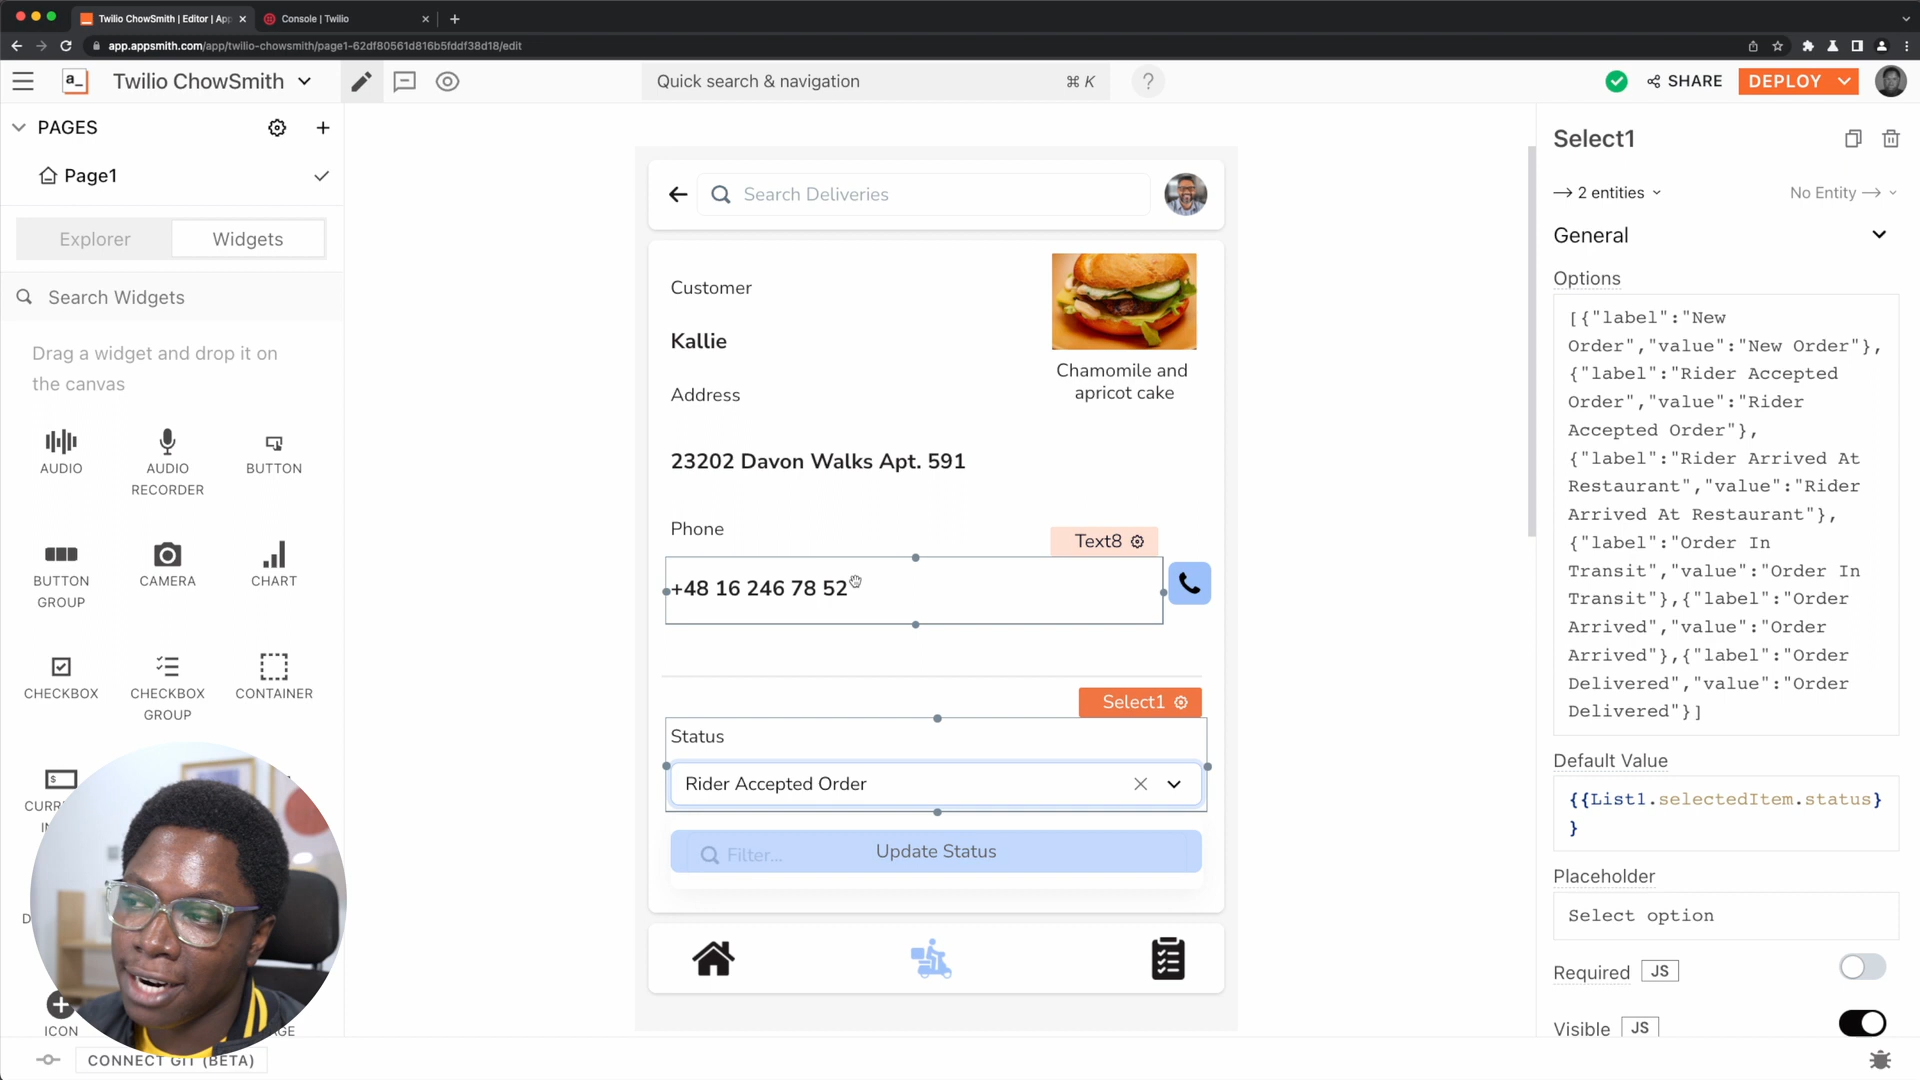 Twilio ChowSmith | Editor | App
Console | Twilio
app.appsmith.com/app/twilio-chowsmith/page1-62df80561d816b5fddf38d18/edit
a_
Twilio ChowSmith
Quick search & navigation
⌘ K
?
SHARE
DEPLOY
PAGES
Page1
Explorer
Widgets
Search Widgets
Drag a widget and drop it on
the canvas
AUDIO
AUDIO
RECORDER
BUTTON
BUTTON
GROUP
CAMERA
CHART
CHECKBOX
CHECKBOX
GROUP
CONTAINER
ICON
CONNECT GIT (BETA)
Search Deliveries
Customer
Kallie
Address
Chamomile and
apricot cake
23202 Davon Walks Apt. 591
Phone
Text8
+48 16 246 78 52
Select1
Status
Rider Accepted Order
Filter...
Update Status
Select1
2 entities
No Entity
General
Options
[{"label":"New
Order","value":"New Order"},
{"label":"Rider Accepted
Order","value":"Rider
Accepted Order"},
{"label":"Rider Arrived At
Restaurant","value":"Rider
Arrived At Restaurant"},
{"label":"Order In
Transit","value":"Order In
Transit"},{"label":"Order
Arrived","value":"Order
Arrived"},{"label":"Order
Delivered","value":"Order
Delivered"}]
Default Value
{{List1.selectedItem.status}
}
Placeholder
Select option
Required
JS
Visible
JS